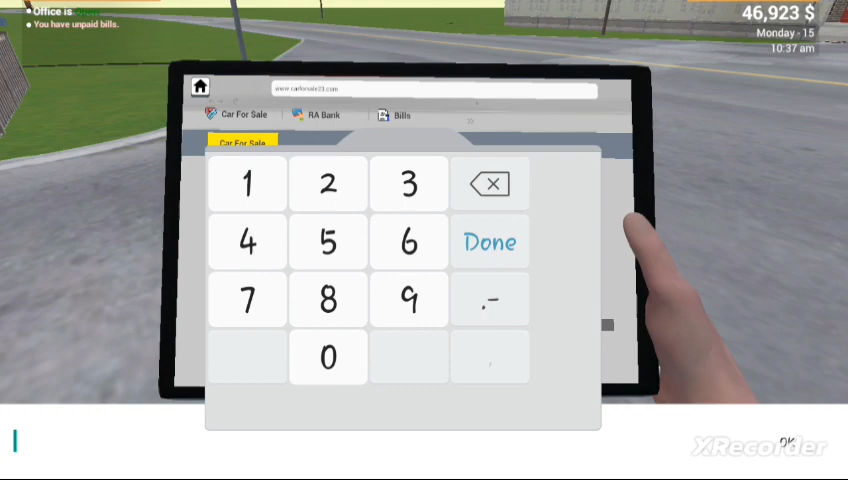 Office is
You have unpaid bills.
46,923 $
Monday - 15
10:37 am
www.carforsale23.com
Car For Sale
RA Bank
Bills
Car For Sale
1 2 3
4 5 6 Done
7 8 9 .-
0 ,
OK
XRecorder